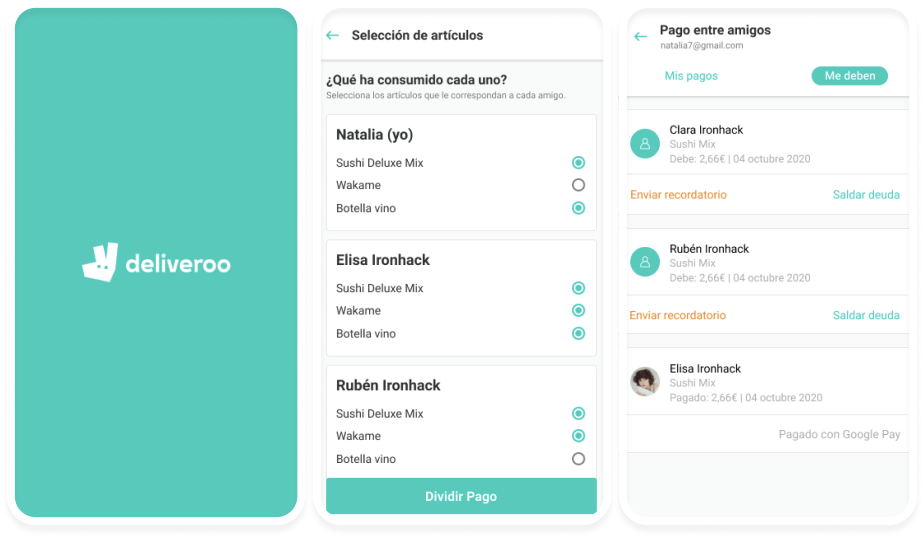 deliveroo
Selección de artículos
¿Qué ha consumido cada uno?
Selecciona los artículos que le correspondan a cada amigo.
Natalia (yo)
Sushi Deluxe Mix
Wakame
Botella vino
Elisa Ironhack
Sushi Deluxe Mix
Wakame
Botella vino
Rubén Ironhack
Sushi Deluxe Mix
Wakame
Botella vino
Dividir Pago
Pago entre amigos
natalia7@gmail.com
Mis pagos
Me deben
Clara Ironhack
Sushi Mix
Debe: 2,66€ | 04 octubre 2020
Enviar recordatorio
Saldar deuda
Rubén Ironhack
Sushi Mix
Debe: 2,66€ | 04 octubre 2020
Enviar recordatorio
Saldar deuda
Elisa Ironhack
Sushi Mix
Pagado: 2,66€ | 04 octubre 2020
Pagado con Google Pay